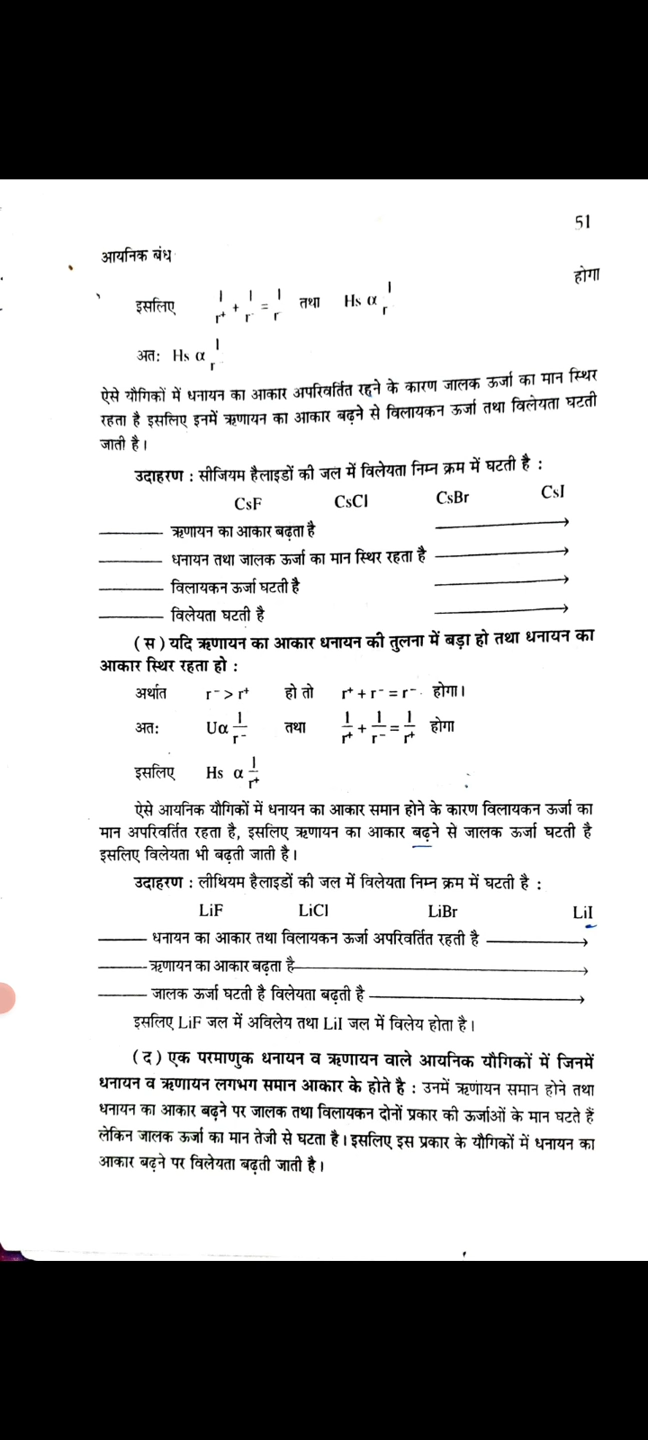 51
आयनिक बंध
होगा
इसलिए 1/r⁺ + 1/r = 1/r तथा Hs α 1/r
अतः Hs α 1/r
ऐसे यौगिकों में धनायन का आकार अपरिवर्तित रहने के कारण जालक ऊर्जा का मान स्थिर
रहता है इसलिए इनमें ऋणायन का आकार बढ़ने से विलायकन ऊर्जा तथा विलेयता घटती
जाती है।
उदाहरण : सीजियम हैलाइडों की जल में विलेयता निम्न क्रम में घटती है :
CsF CsCl CsBr CsI
——— ऋणायन का आकार बढ़ता है ———→
——— धनायन तथा जालक ऊर्जा का मान स्थिर रहता है ———→
——— विलायकन ऊर्जा घटती है ———→
——— विलेयता घटती है ———→
(स) यदि ऋणायन का आकार धनायन की तुलना में बड़ा हो तथा धनायन का
आकार स्थिर रहता हो :
अर्थात r⁻ > r⁺ हो तो r⁺ + r⁻ = r⁻ होगा।
अतः Uα 1/r⁻ तथा 1/r⁺ + 1/r⁻ = 1/r⁺ होगा
इसलिए Hs α 1/r⁺
ऐसे आयनिक यौगिकों में धनायन का आकार समान होने के कारण विलायकन ऊर्जा का
मान अपरिवर्तित रहता है, इसलिए ऋणायन का आकार बढ़ने से जालक ऊर्जा घटती है
इसलिए विलेयता भी बढ़ती जाती है।
उदाहरण : लीथियम हैलाइडों की जल में विलेयता निम्न क्रम में घटती है :
LiF LiCl LiBr LiI
——— धनायन का आकार तथा विलायकन ऊर्जा अपरिवर्तित रहती है ———→
——— ऋणायन का आकार बढ़ता है ———→
——— जालक ऊर्जा घटती है विलेयता बढ़ती है ———→
इसलिए LiF जल में अविलेय तथा LiI जल में विलेय होता है।
(द) एक परमाणुक धनायन व ऋणायन वाले आयनिक यौगिकों में जिनमें
धनायन व ऋणायन लगभग समान आकार के होते है : उनमें ऋणायन समान होने तथा
धनायन का आकार बढ़ने पर जालक तथा विलायकन दोनों प्रकार की ऊर्जाओं के मान घटते हैं
लेकिन जालक ऊर्जा का मान तेजी से घटता है। इसलिए इस प्रकार के यौगिकों में धनायन का
आकार बढ़ने पर विलेयता बढ़ती जाती है।